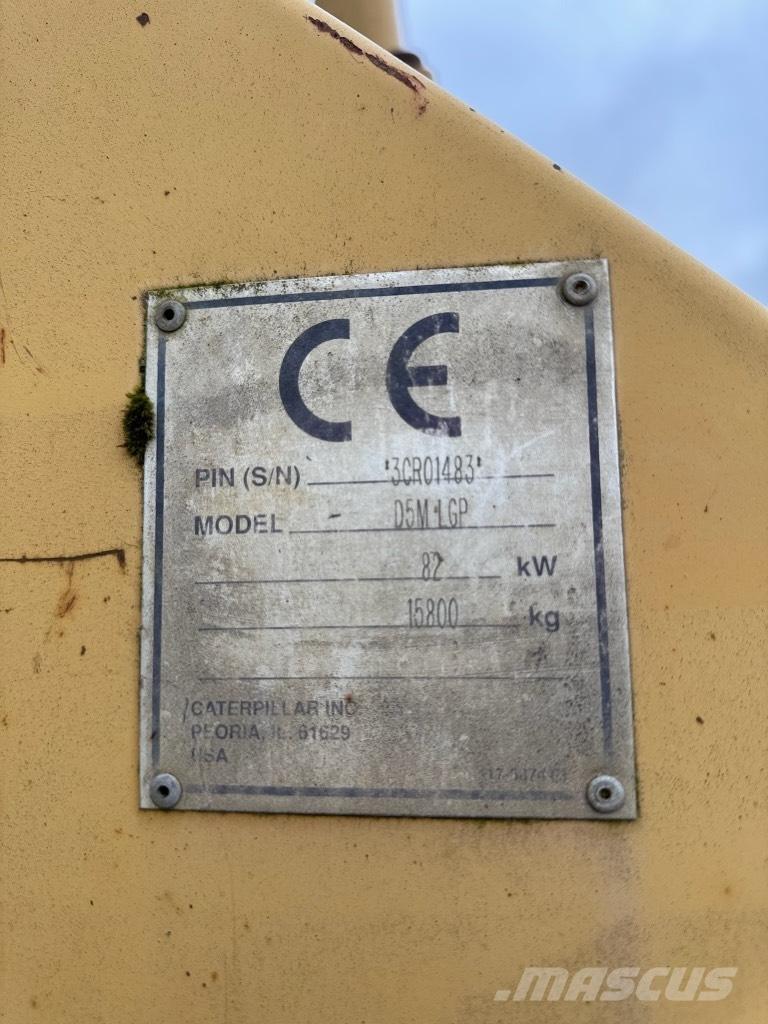 CE
PIN (S/N) *3CR01483*
MODEL D5M LGP
82 kW
15800 kg
CATERPILLAR INC
PEORIA, IL. 61629
USA
.MASCUS